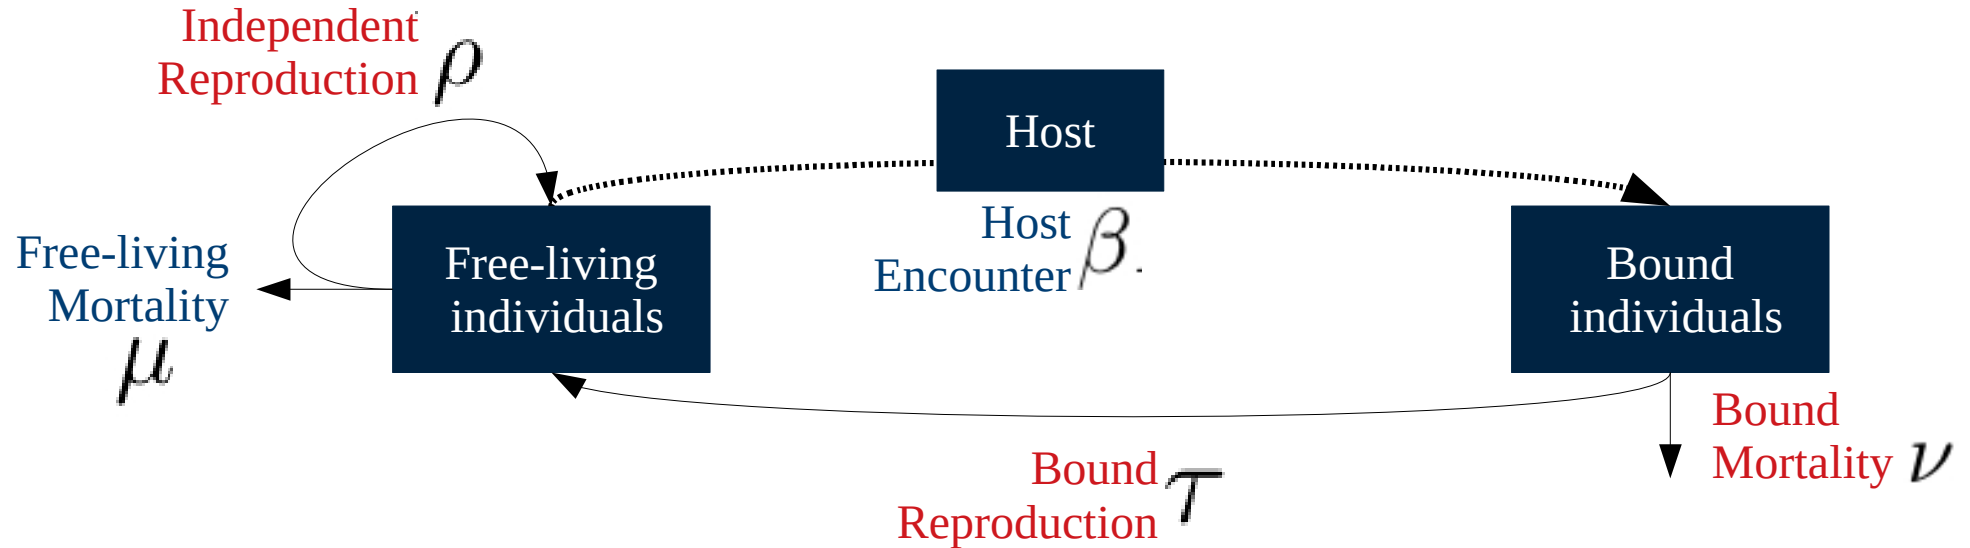 Independent
Reproduction ρ
Host
Free-living
Mortality
μ
Free-living
individuals
Host
Encounter β.
Bound
individuals
Bound
Mortality ν
Bound
Reproduction τ